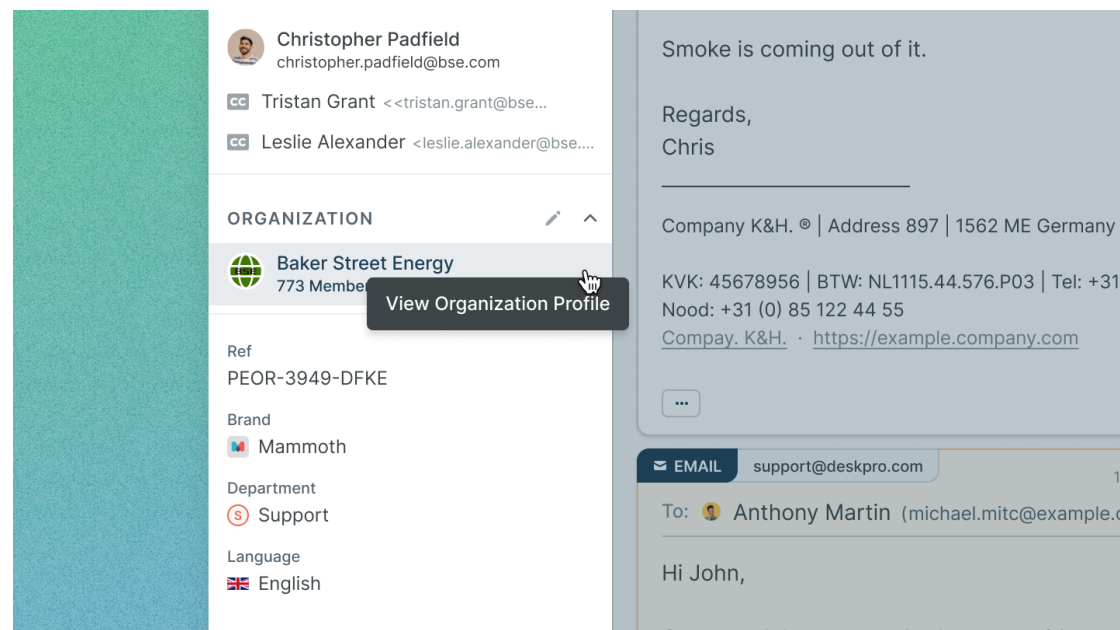 Christopher Padfield
christopher.padfield@bse.com
CC Tristan Grant <<tristan.grant@bse...
CC Leslie Alexander <leslie.alexander@bse....
ORGANIZATION
BSE
Baker Street Energy
773 Member
View Organization Profile
Ref
PEOR-3949-DFKE
Brand
Mammoth
Department
S Support
Language
English
Smoke is coming out of it.
Regards,
Chris
Company K&H. ® | Address 897 | 1562 ME Germany
KVK: 45678956 | BTW: NL1115.44.576.P03 | Tel: +31
Nood: +31 (0) 85 122 44 55
Compay. K&H. · https://example.company.com
...
EMAIL support@deskpro.com
1
To: Anthony Martin (michael.mitc@example.c
Hi John,